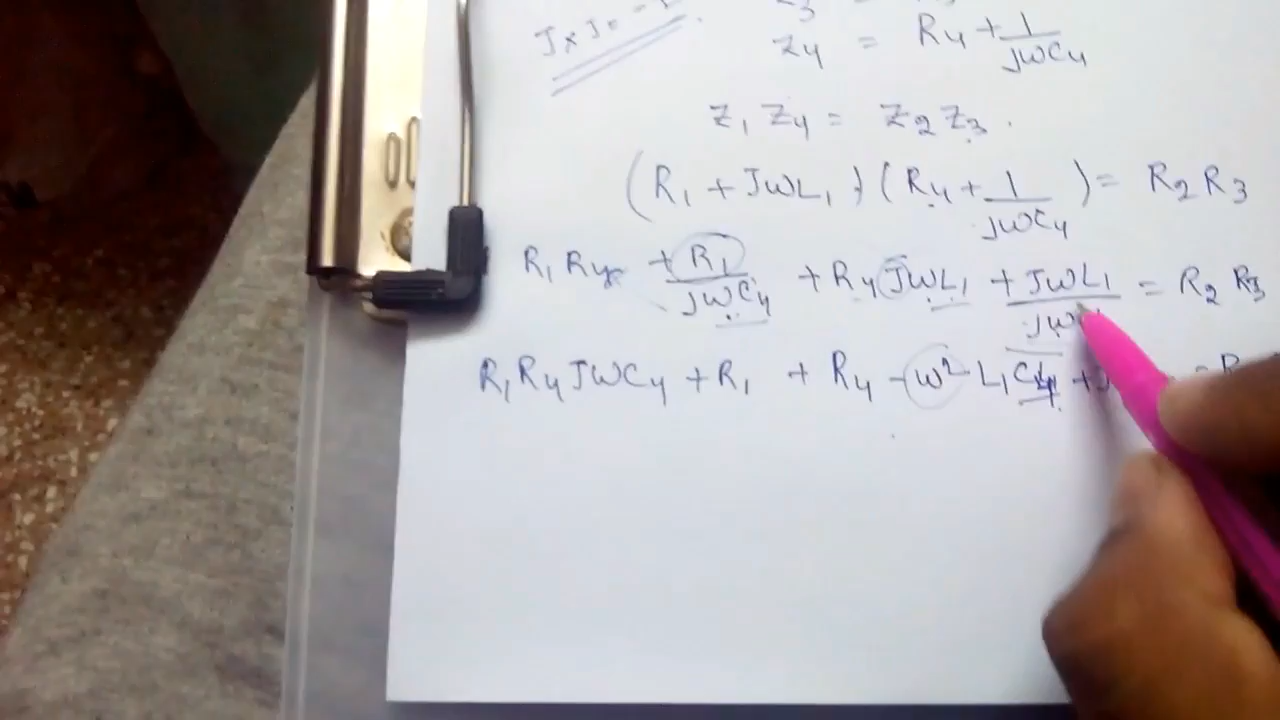 J x J = -
Z3
Z4 = R4 + 1/jωC4
Z1 Z4 = Z2 Z3 .
(R1 + JωL1) (R4 + 1/jωC4) = R2 R3
R1 R4 + R1/jωC4 + R4 JωL1 + JωL1/jω = R2 R3
R1 R4 JωC4 + R1 + R4 - ω² L1 C4 + = R